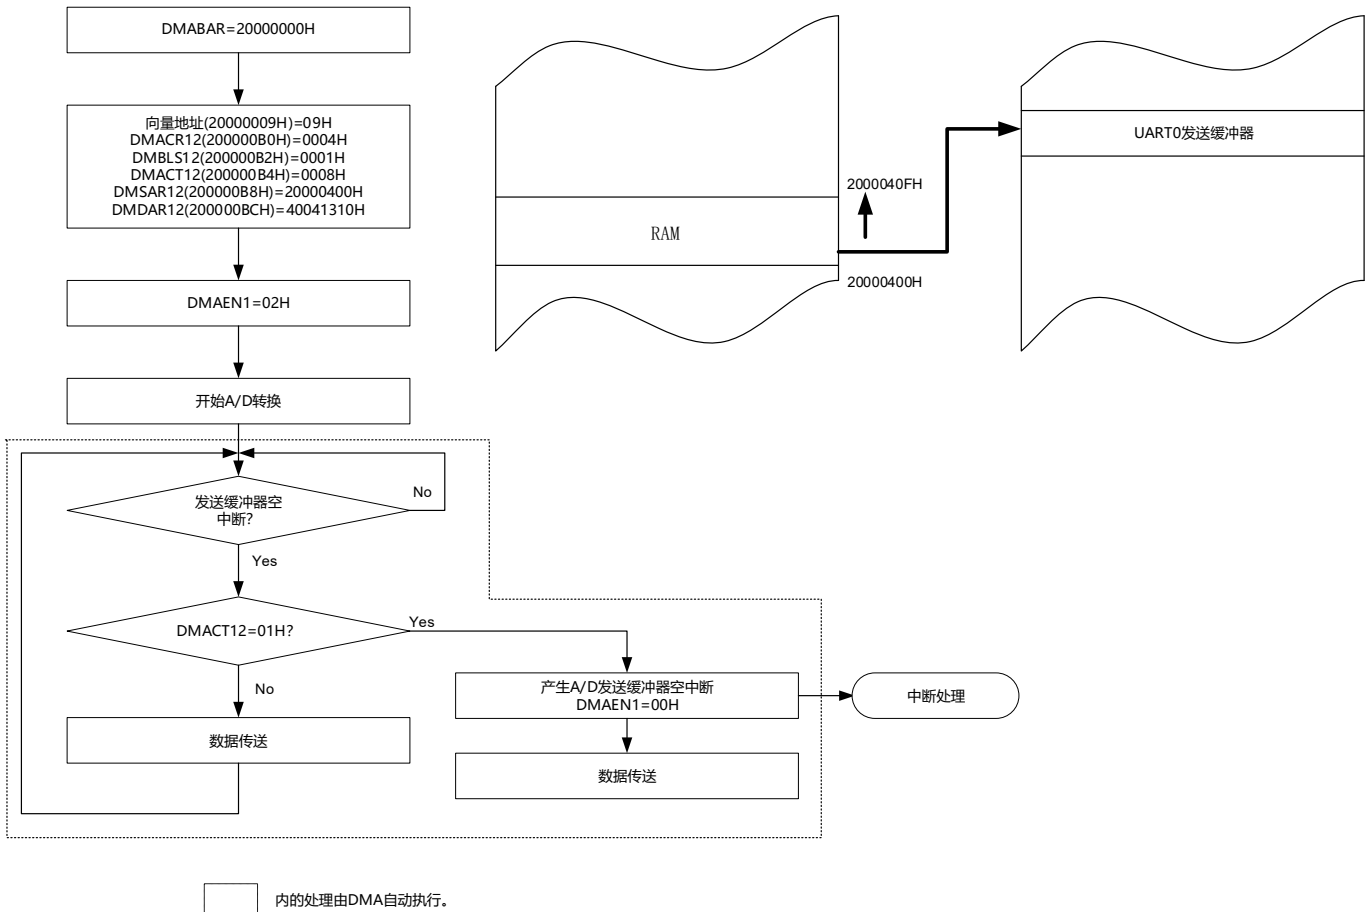 DMABAR=20000000H
向量地址(20000009H)=09H
DMACR12(200000B0H)=0004H
DMBLS12(200000B2H)=0001H
DMACT12(200000B4H)=0008H
DMSAR12(200000B8H)=20000400H
DMDAR12(200000BCH)=40041310H
DMAEN1=02H
开始A/D转换
发送缓冲器空
中断?
No
Yes
DMACT12=01H?
Yes
No
数据传送
产生A/D发送缓冲器空中断
DMAEN1=00H
数据传送
中断处理
RAM
2000040FH
20000400H
UART0发送缓冲器
内的处理由DMA自动执行。